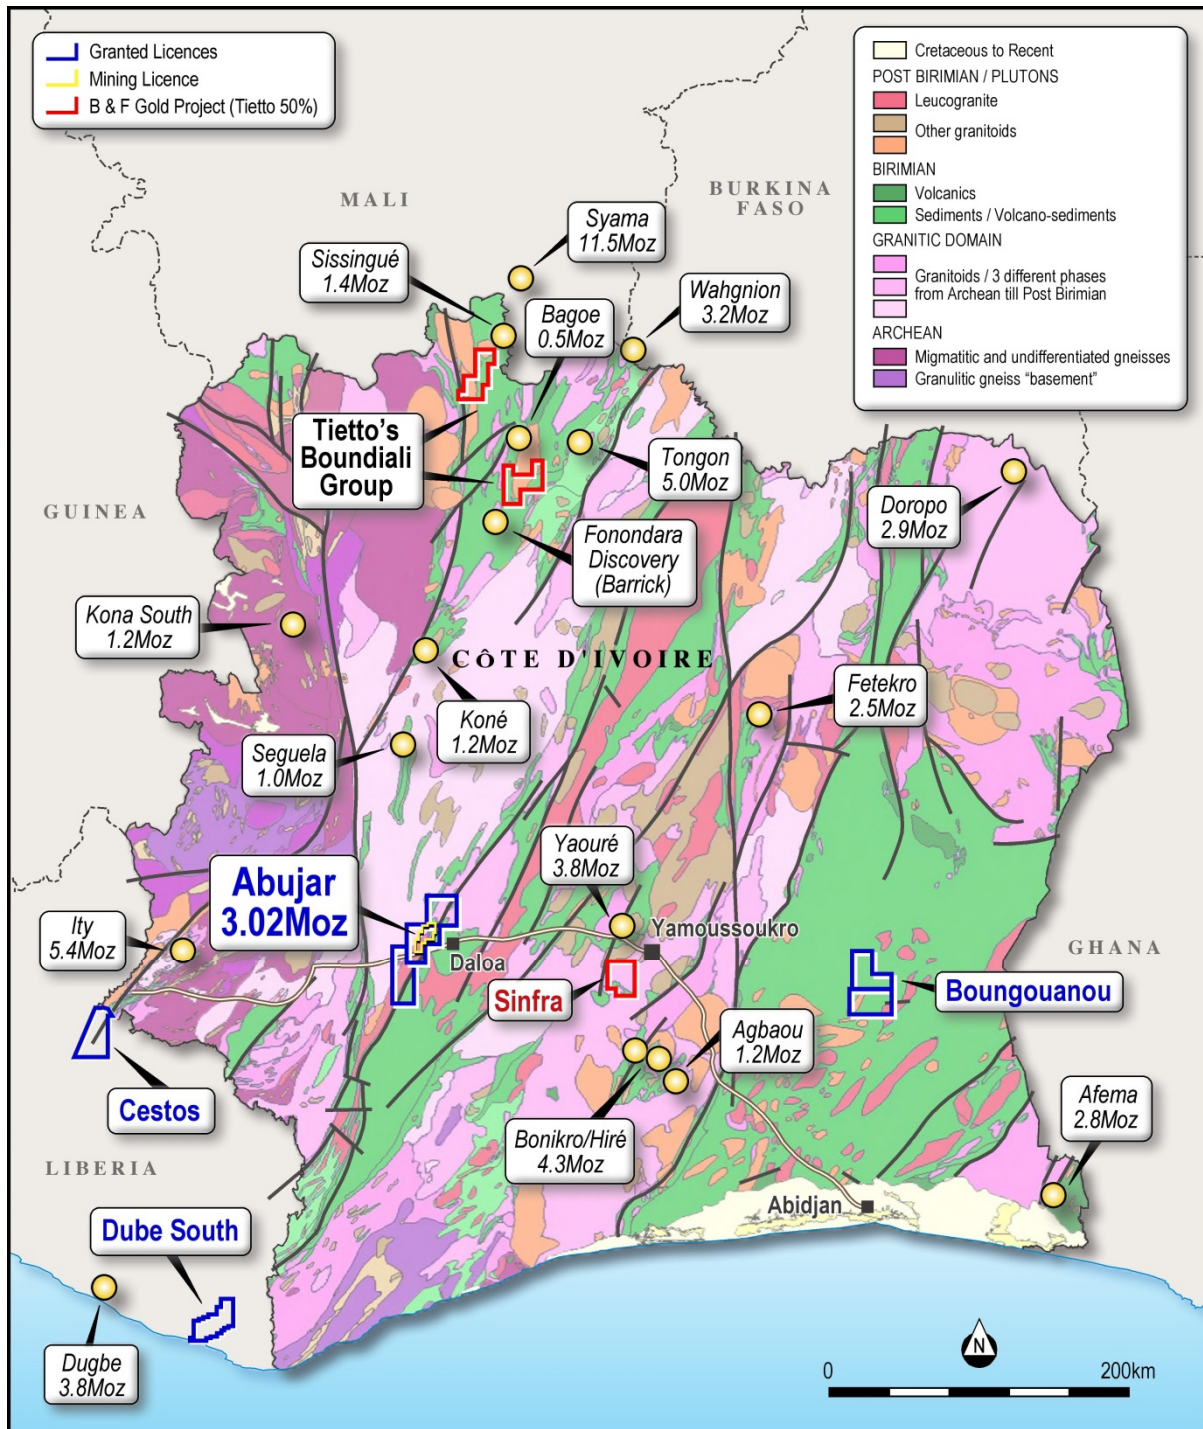 Granted Licences
Mining Licence
B & F Gold Project (Tietto 50%)
Cretaceous to Recent
POST BIRIMIAN / PLUTONS
Leucogranite
Other granitoids
BIRIMIAN
Volcanics
Sediments / Volcano-sediments
GRANITIC DOMAIN
Granitoids / 3 different phases
from Archean till Post Birimian
ARCHEAN
Migmatitic and undifferentiated gneisses
Granulitic gneiss “basement”
MALI
BURKINA
FASO
Syama
11.5Moz
Sissingué
1.4Moz
Bagoe
0.5Moz
Wahgnion
3.2Moz
Tietto’s
Boundiali
Group
Tongon
5.0Moz
Doropo
2.9Moz
GUINEA
Fonondara
Discovery
(Barrick)
Kona South
1.2Moz
CÔTE D'IVOIRE
Koné
1.2Moz
Fetekro
2.5Moz
Seguela
1.0Moz
Yaouré
3.8Moz
Abujar
3.02Moz
Ity
5.4Moz
Daloa
Yamoussoukro
GHANA
Sinfra
Boungouanou
Agbaou
1.2Moz
Cestos
Bonikro/Hiré
4.3Moz
Afema
2.8Moz
LIBERIA
Abidjan
Dube South
Dugbe
3.8Moz
N
0
200km